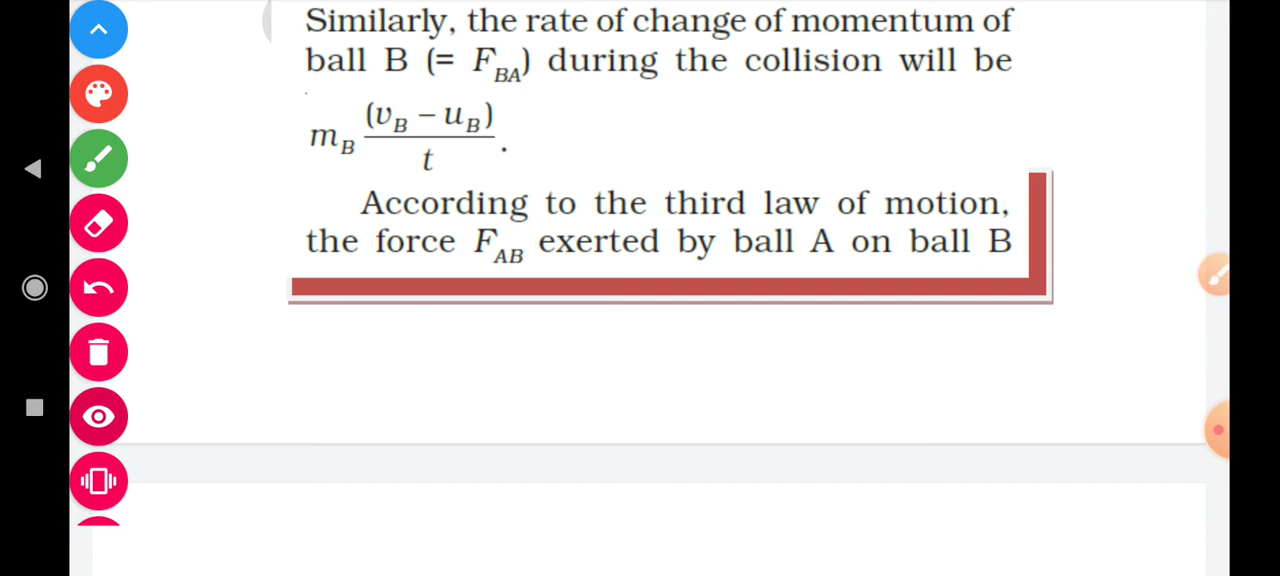 Similarly, the rate of change of momentum of
ball B (= F_BA) during the collision will be
m_B (v_B – u_B) / t .
According to the third law of motion,
the force F_AB exerted by ball A on ball B